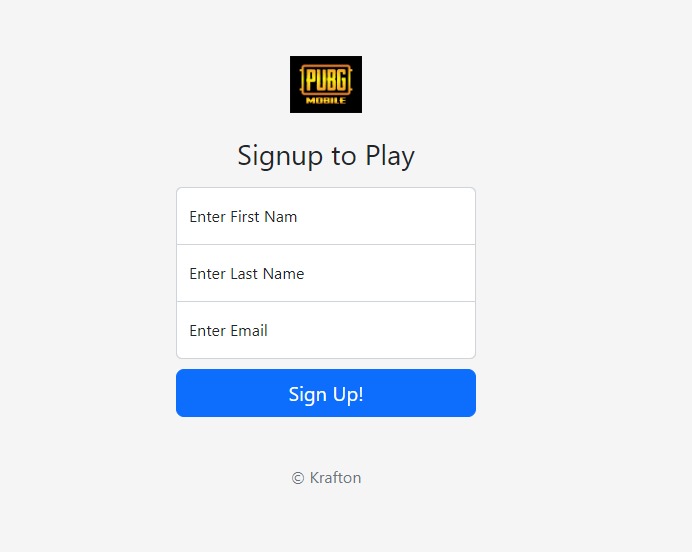 PUBG
MOBILE
Signup to Play
Enter First Nam
Enter Last Name
Enter Email
Sign Up!
© Krafton